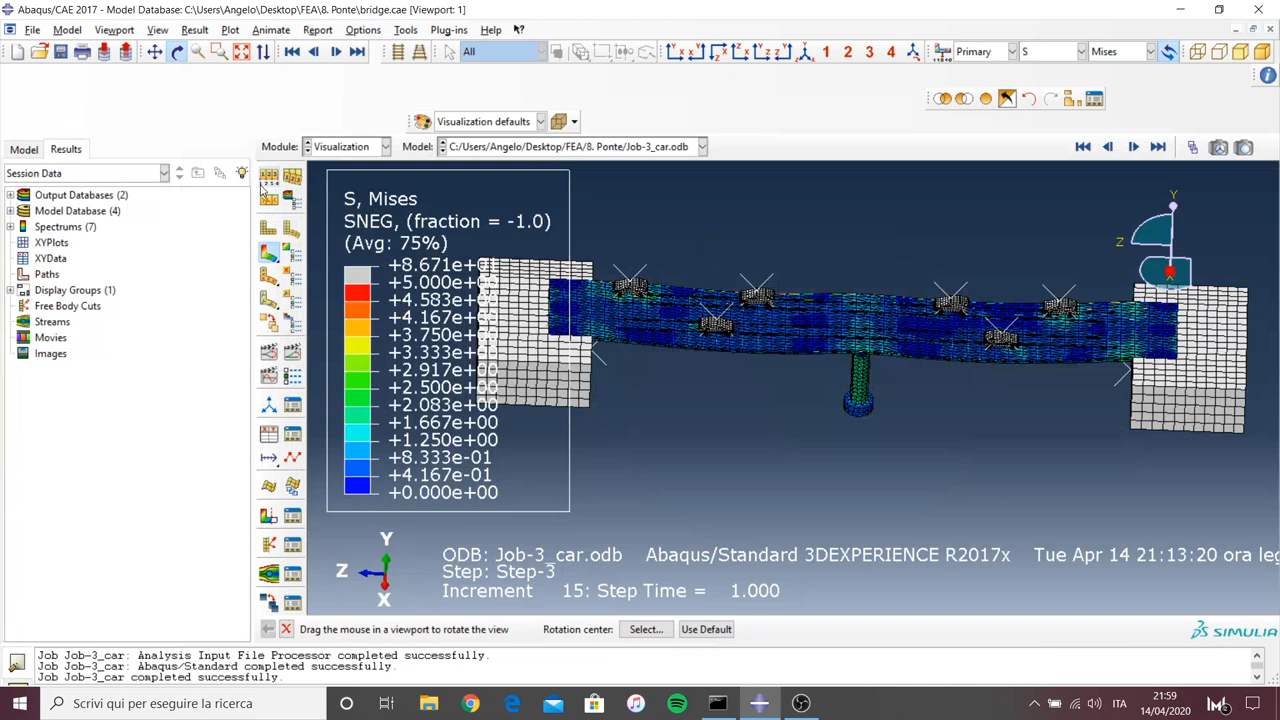 Abaqus/CAE 2017 - Model Database: C:\Users\Angelo\Desktop\FEA\8. Ponte\bridge.cae [Viewport: 1]
File Model Viewport View Result Plot Animate Report Options Tools Plug-ins Help
All 1 2 3 4 Primary S Mises
Visualization defaults
Model Results Module: Visualization Model: C:/Users/Angelo/Desktop/FEA/8. Ponte/Job-3_car.odb
Session Data
Output Databases (2)
Model Database (4)
Spectrums (7)
XYPlots
XYData
Paths
Display Groups (1)
Free Body Cuts
Streams
Movies
Images
S, Mises
SNEG, (fraction = -1.0)
(Avg: 75%)
+8.671e+
+5.000e+
+4.583e+
+4.167e+
+3.750e+
+3.333e+
+2.917e+
+2.500e+
+2.083e+00
+1.667e+00
+1.250e+00
+8.333e-01
+4.167e-01
+0.000e+00
Y
Z
X
Y
Z
X
ODB: Job-3_car.odb Abaqus/Standard 3DEXPERIENCE R2017x Tue Apr 14 21:13:20 ora le
Step: Step-3
Increment 15: Step Time = 1.000
Drag the mouse in a viewport to rotate the view Rotation center: Select... Use Default
SIMULIA
Job Job-3_car: Analysis Input File Processor completed successfully.
Job Job-3_car: Abaqus/Standard completed successfully.
Job Job-3_car completed successfully.
Scrivi qui per eseguire la ricerca
ITA
21:59
14/04/2020